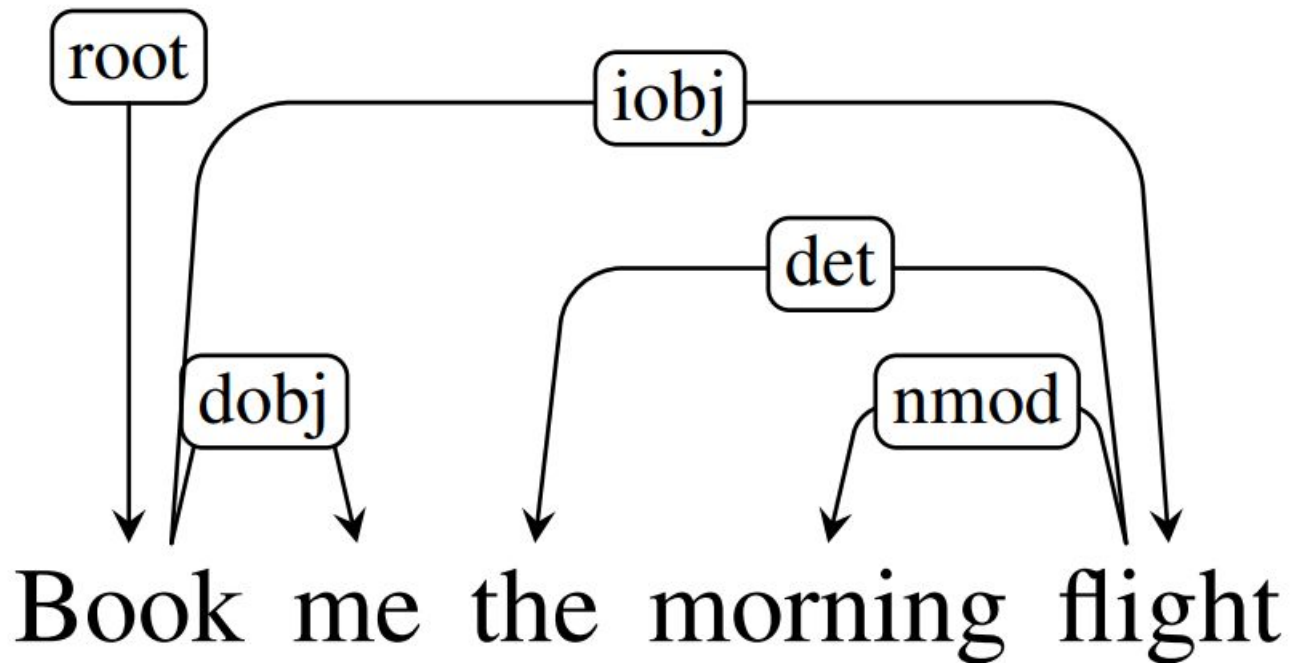 root
iobj
det
dobj
nmod
Book me the morning flight